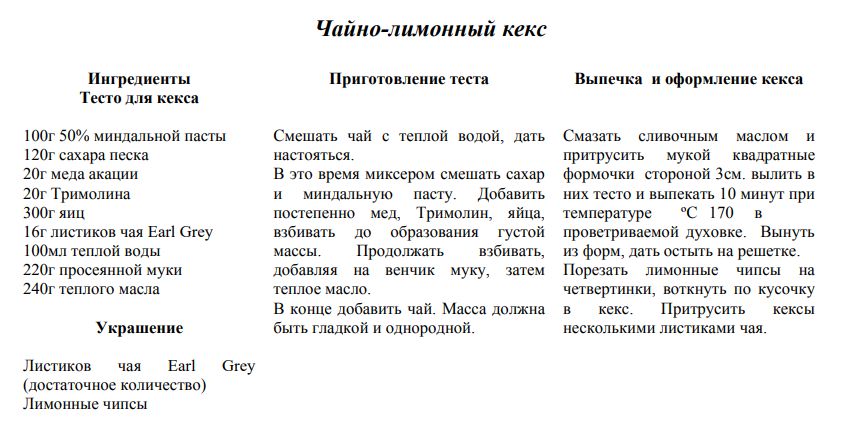 Чайно-лимонный кекс
Ингредиенты
Тесто для кекса
100г 50% миндальной пасты
120г сахара песка
20г меда акации
20г Тримолина
300г яиц
16г листиков чая Earl Grey
100мл теплой воды
220г просеянной муки
240г теплого масла
Украшение
Листиков чая Earl Grey
(достаточное количество)
Лимонные чипсы
Приготовление теста
Смешать чай с теплой водой, дать
настояться.
В это время миксером смешать сахар
и миндальную пасту. Добавить
постепенно мед, Тримолин, яйца,
взбивать до образования густой
массы. Продолжать взбивать,
добавляя на венчик муку, затем
теплое масло.
В конце добавить чай. Масса должна
быть гладкой и однородной.
Выпечка и оформление кекса
Смазать сливочным маслом и
притрусить мукой квадратные
формочки стороной 3см. вылить в
них тесто и выпекать 10 минут при
температуре ºС 170 в
проветриваемой духовке. Вынуть
из форм, дать остыть на решетке.
Порезать лимонные чипсы на
четвертинки, воткнуть по кусочку
в кекс. Притрусить кексы
несколькими листиками чая.